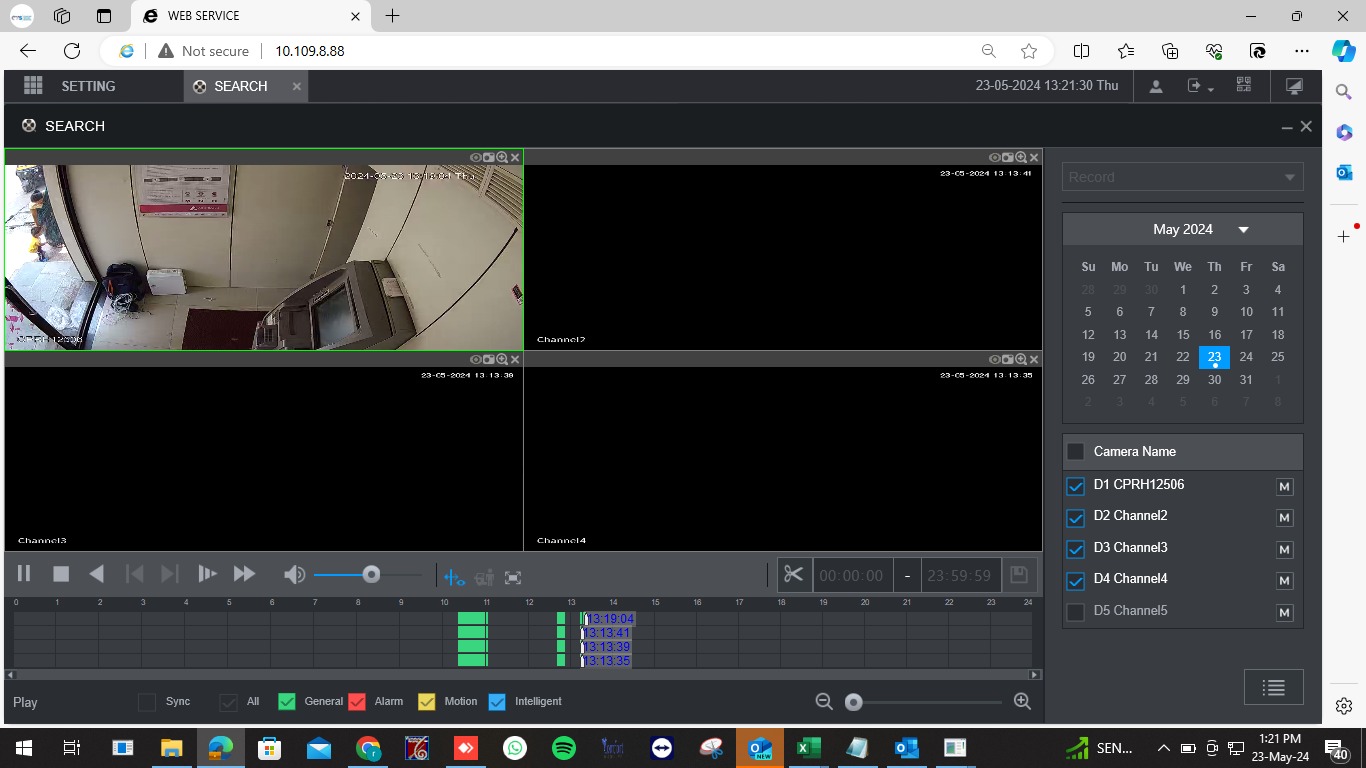 WEB SERVICE
Not secure
10.109.8.88
SETTING
SEARCH
23-05-2024 13:21:30 Thu
SEARCH
23-05-2024 13:13:41
Channel2
23-05-2024 13:13:39
23-05-2024 13:13:35
Channel3
Channel4
Record
May 2024
Su Mo Tu We Th Fr Sa
28 29 30 1 2 3 4
5 6 7 8 9 10 11
12 13 14 15 16 17 18
19 20 21 22 23 24 25
26 27 28 29 30 31 1
2 3 4 5 6 7 8
Camera Name
D1 CPRH12506 M
D2 Channel2 M
D3 Channel3 M
D4 Channel4 M
D5 Channel5 M
00:00:00 - 23:59:59
0 1 2 3 4 5 6 7 8 9 10 11 12 13 14 15 16 17 18 19 20 21 22 23 24
13:19:04
13:13:41
13:13:39
13:13:35
Play
Sync
All
General
Alarm
Motion
Intelligent
SEN...
1:21 PM
23-May-24
40